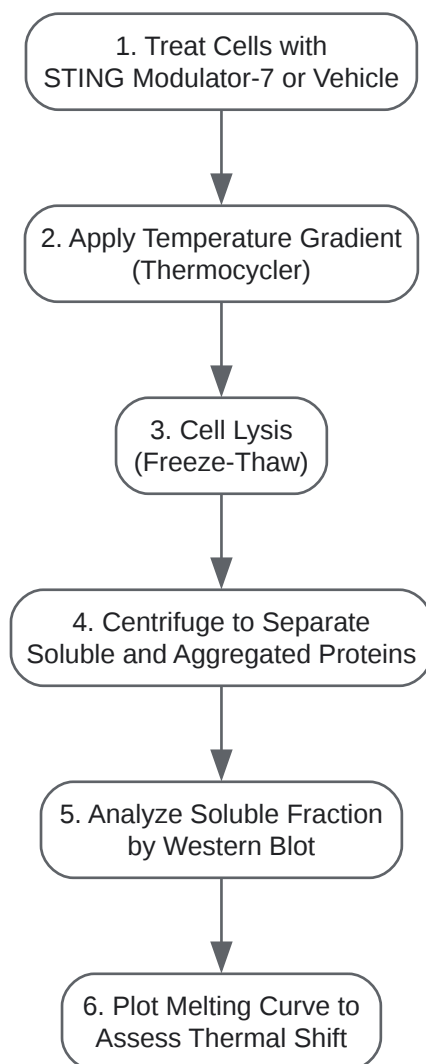 1. Treat Cells with
STING Modulator-7 or Vehicle
2. Apply Temperature Gradient
(Thermocycler)
3. Cell Lysis
(Freeze-Thaw)
4. Centrifuge to Separate
Soluble and Aggregated Proteins
5. Analyze Soluble Fraction
by Western Blot
6. Plot Melting Curve to
Assess Thermal Shift